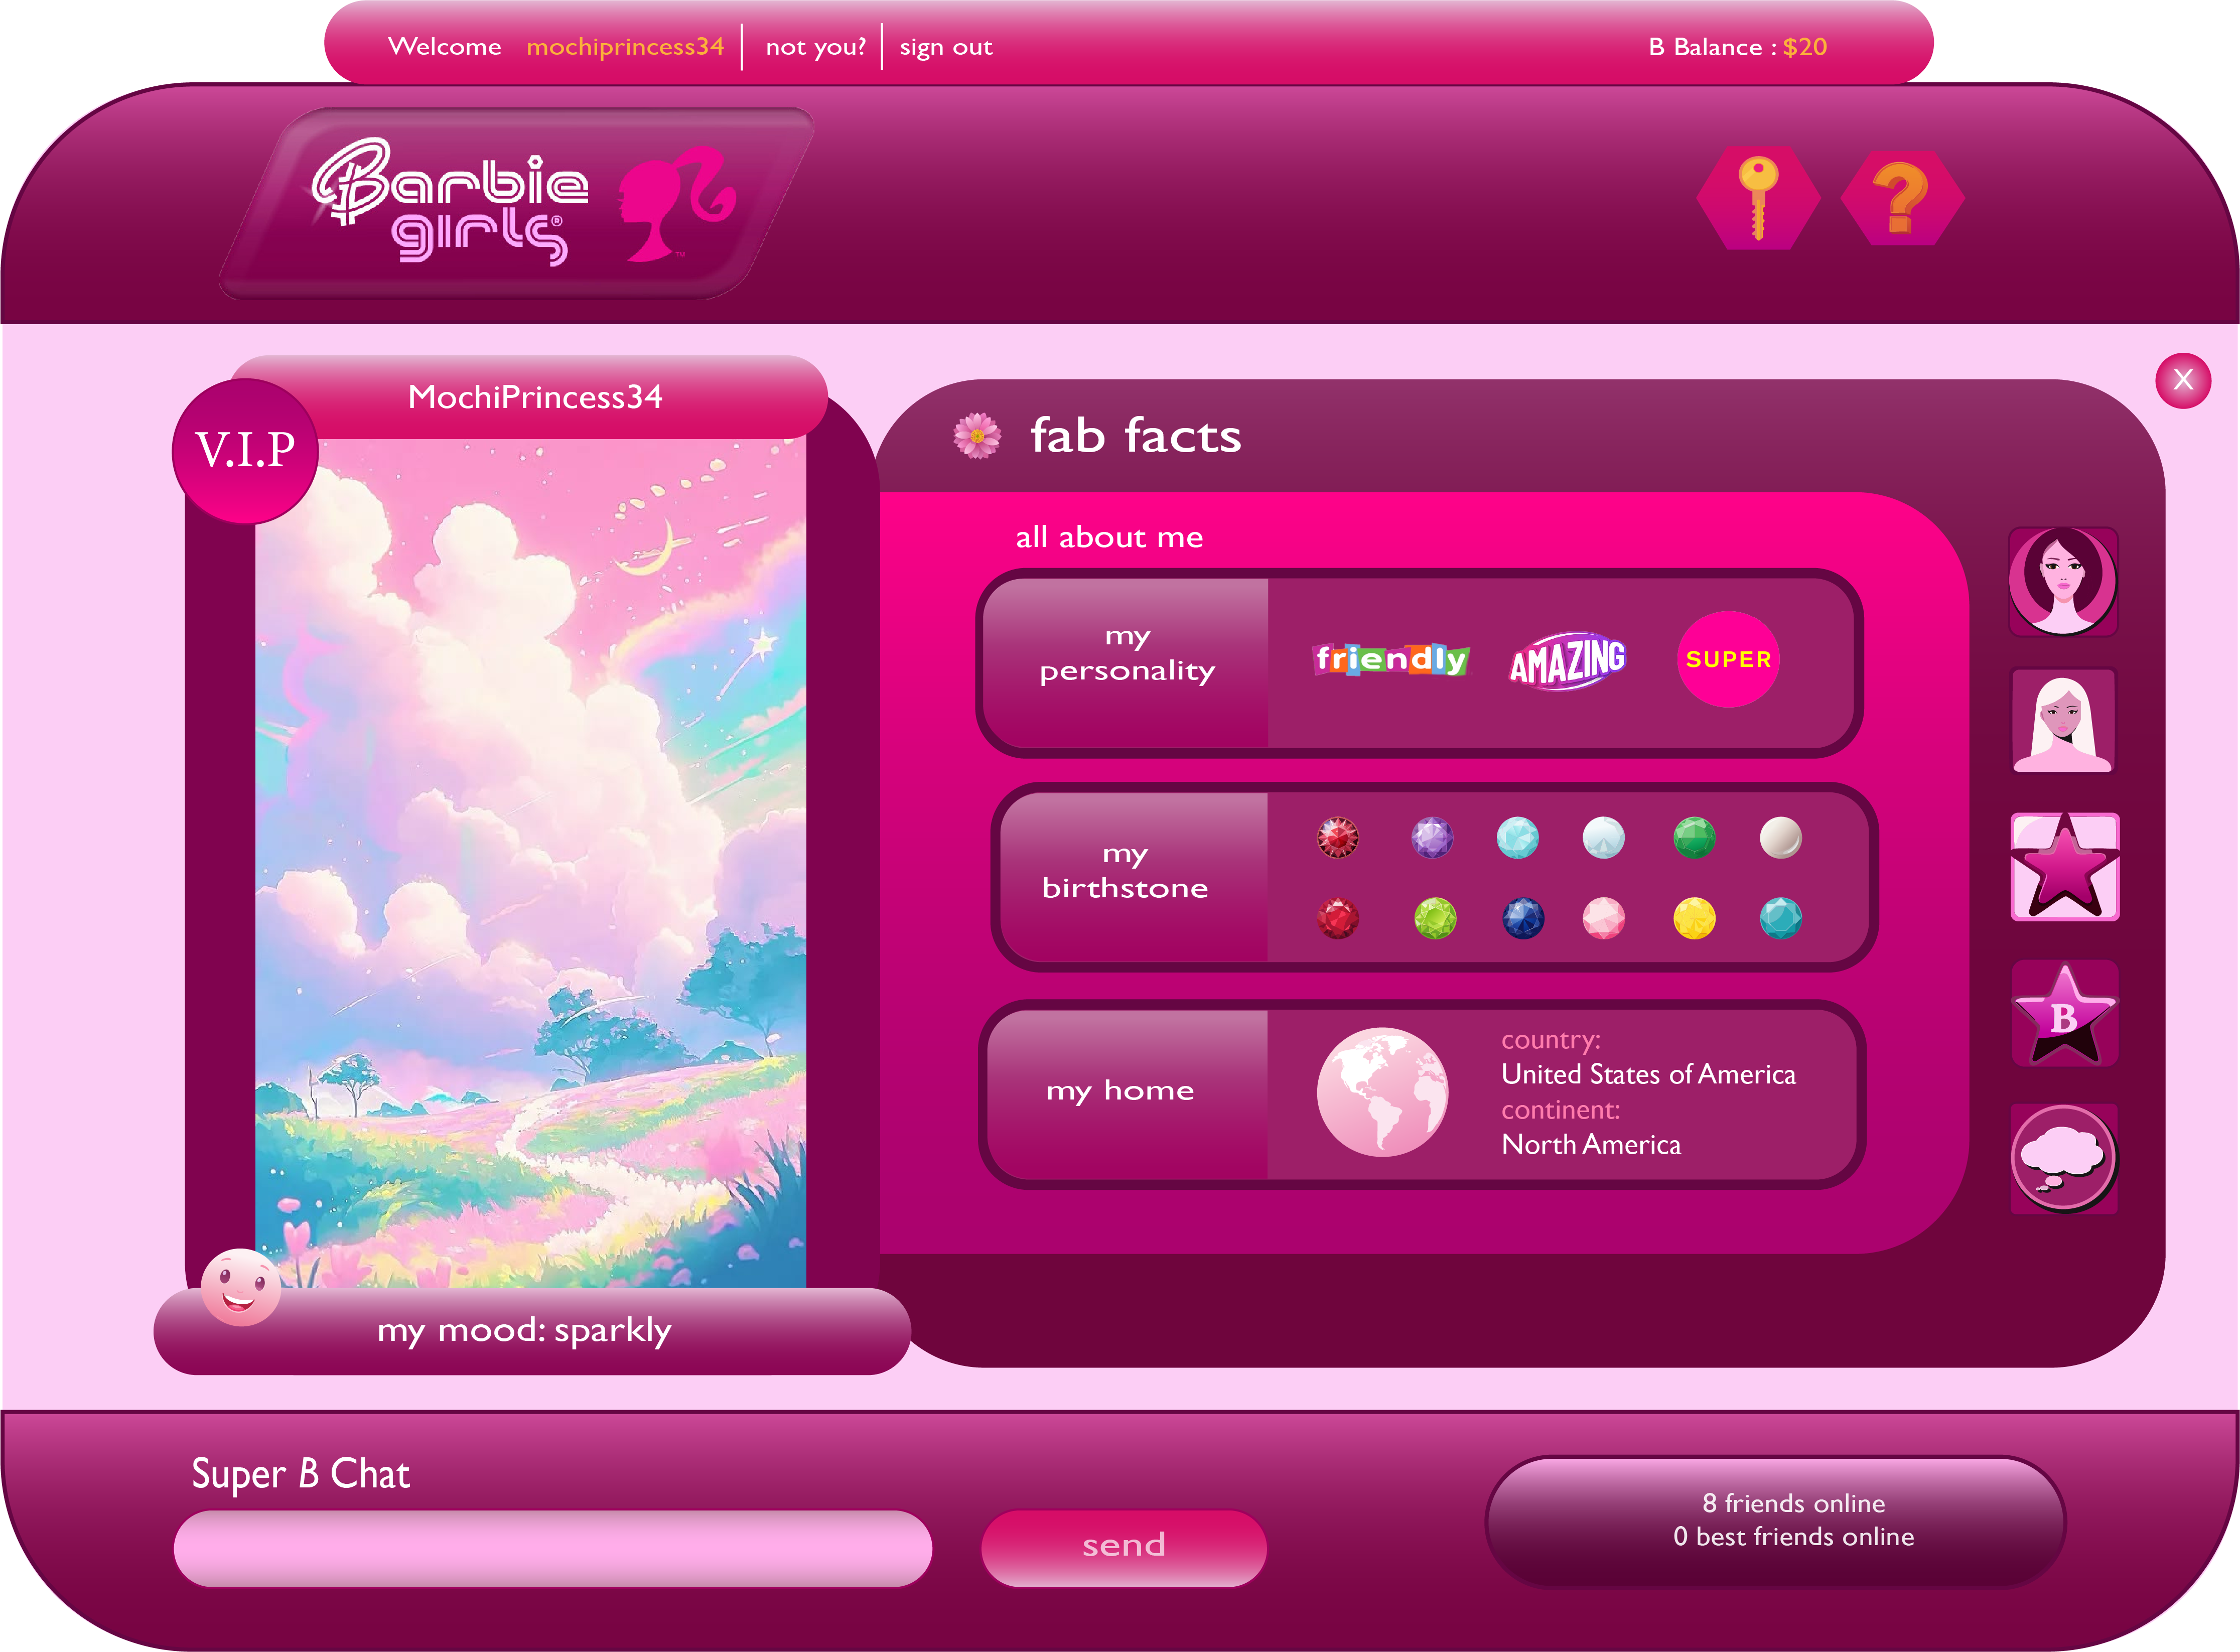 Welcome mochiprincess34 not you? sign out B Balance : $20
Barbie
girls®
™
?
MochiPrincess34
V.I.P
X
fab facts
all about me
my
personality
friendly AMAZING SUPER
my
birthstone
my home
country:
United States of America
continent:
North America
B
my mood: sparkly
Super B Chat
send
8 friends online
0 best friends online